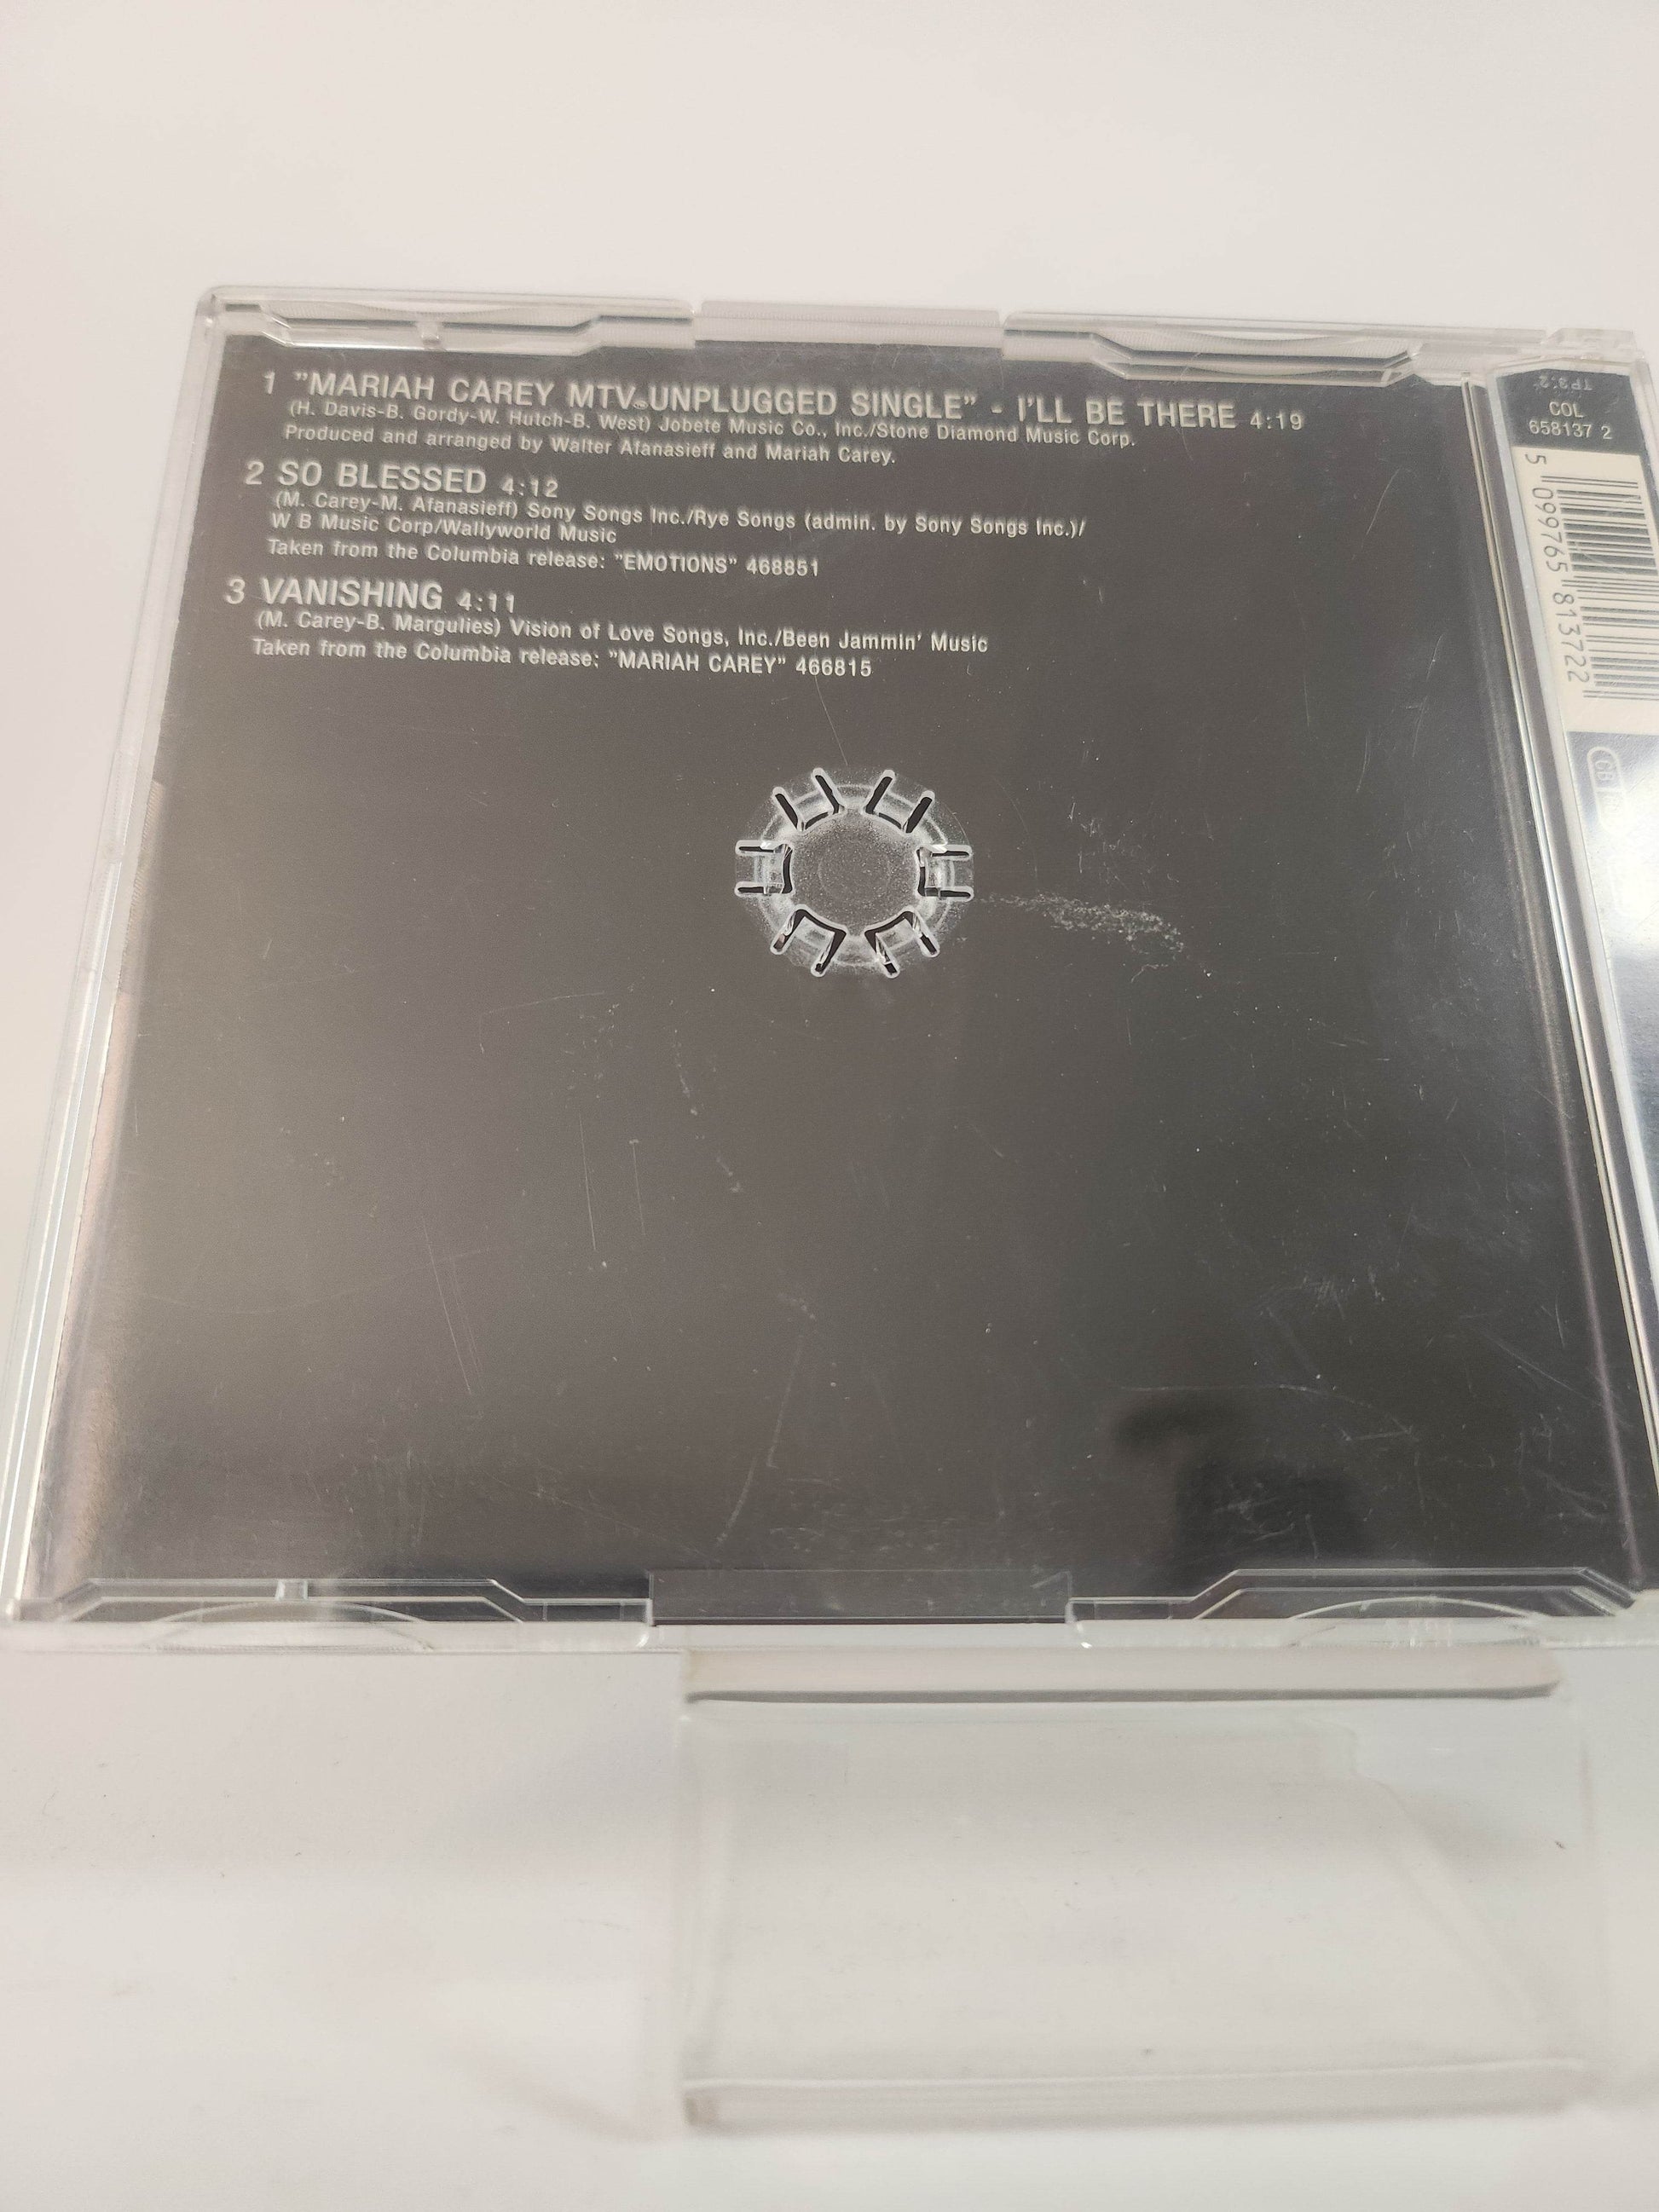 1 "MARIAH CAREY MTV®UNPLUGGED SINGLE" - I'LL BE THERE 4:19
(H. Davis-B. Gordy-W. Hutch-B. West) Jobete Music Co., Inc./Stone Diamond Music Corp.
Produced and arranged by Walter Afanasieff and Mariah Carey.
2 SO BLESSED 4:12
(M. Carey-M. Afanasieff) Sony Songs Inc./Rye Songs (admin. by Sony Songs Inc.)/
W B Music Corp/Wallyworld Music
Taken from the Columbia release: "EMOTIONS" 468851
3 VANISHING 4:11
(M. Carey-B. Margulies) Vision of Love Songs, Inc./Been Jammin' Music
Taken from the Columbia release: "MARIAH CAREY" 466815
COL
658137 2
5 099765 813722